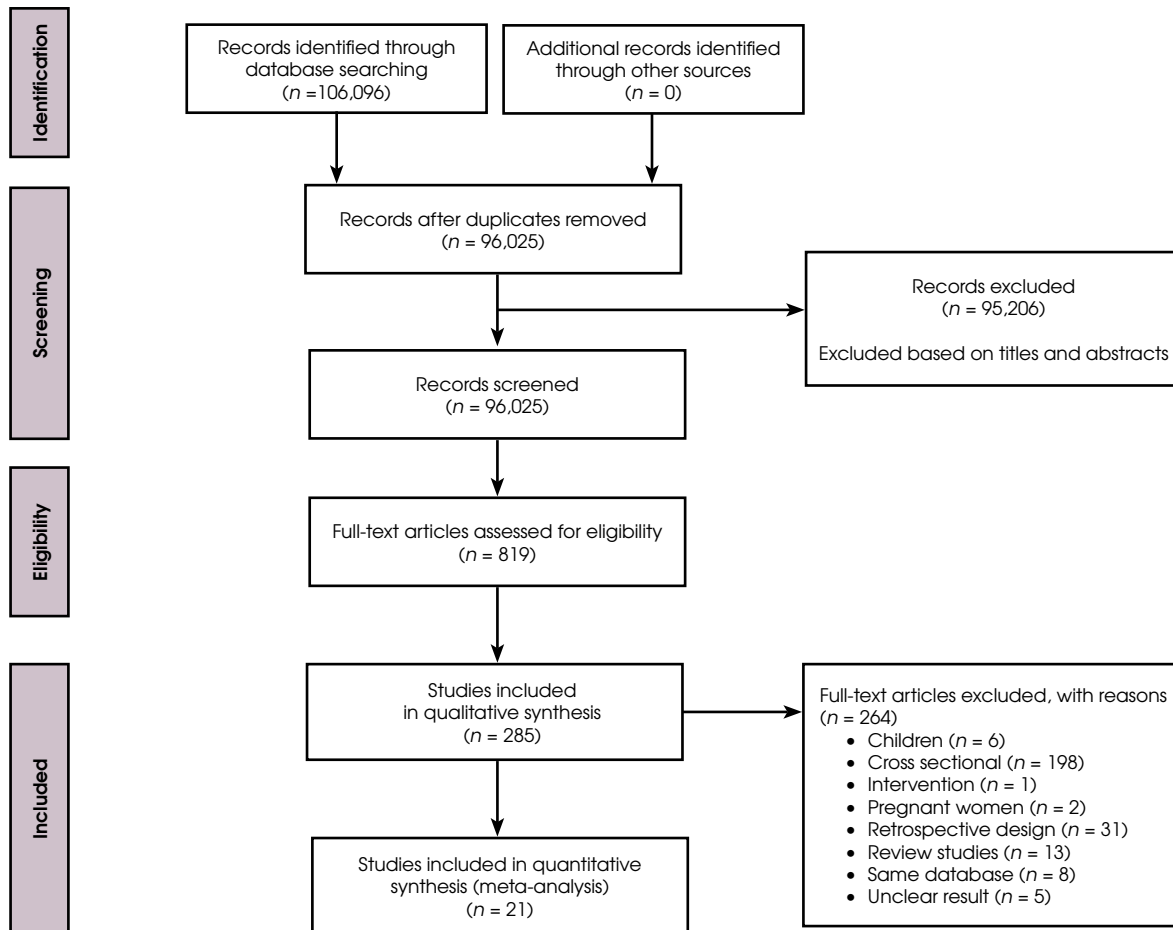 Identification
Records identified through
database searching
(n =106,096)
Additional records identified
through other sources
(n = 0)
Screening
Records after duplicates removed
(n = 96,025)
Records excluded
(n = 95,206)
Excluded based on titles and abstracts
Records screened
(n = 96,025)
Eligibility
Full-text articles assessed for eligibility
(n = 819)
Included
Studies included
in qualitative synthesis
(n = 285)
Full-text articles excluded, with reasons
(n = 264)
• Children (n = 6)
• Cross sectional (n = 198)
• Intervention (n = 1)
• Pregnant women (n = 2)
• Retrospective design (n = 31)
• Review studies (n = 13)
• Same database (n = 8)
• Unclear result (n = 5)
Studies included in quantitative
synthesis (meta-analysis)
(n = 21)